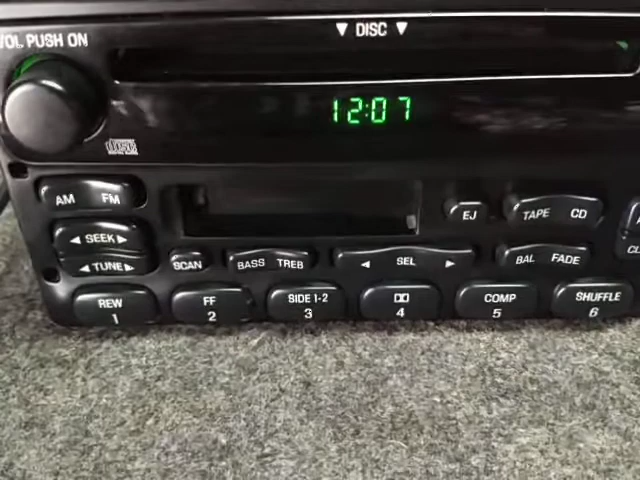 VOL PUSH ON
▼ DISC ▼
12:07
disc
AM FM
EJ
TAPE CD
◄ SEEK ►
◄ TUNE ►
SCAN
BASS TREB
◄ SEL ►
BAL FADE
REW FF SIDE 1-2 COMP SHUFFLE
1 2 3 4 5 6